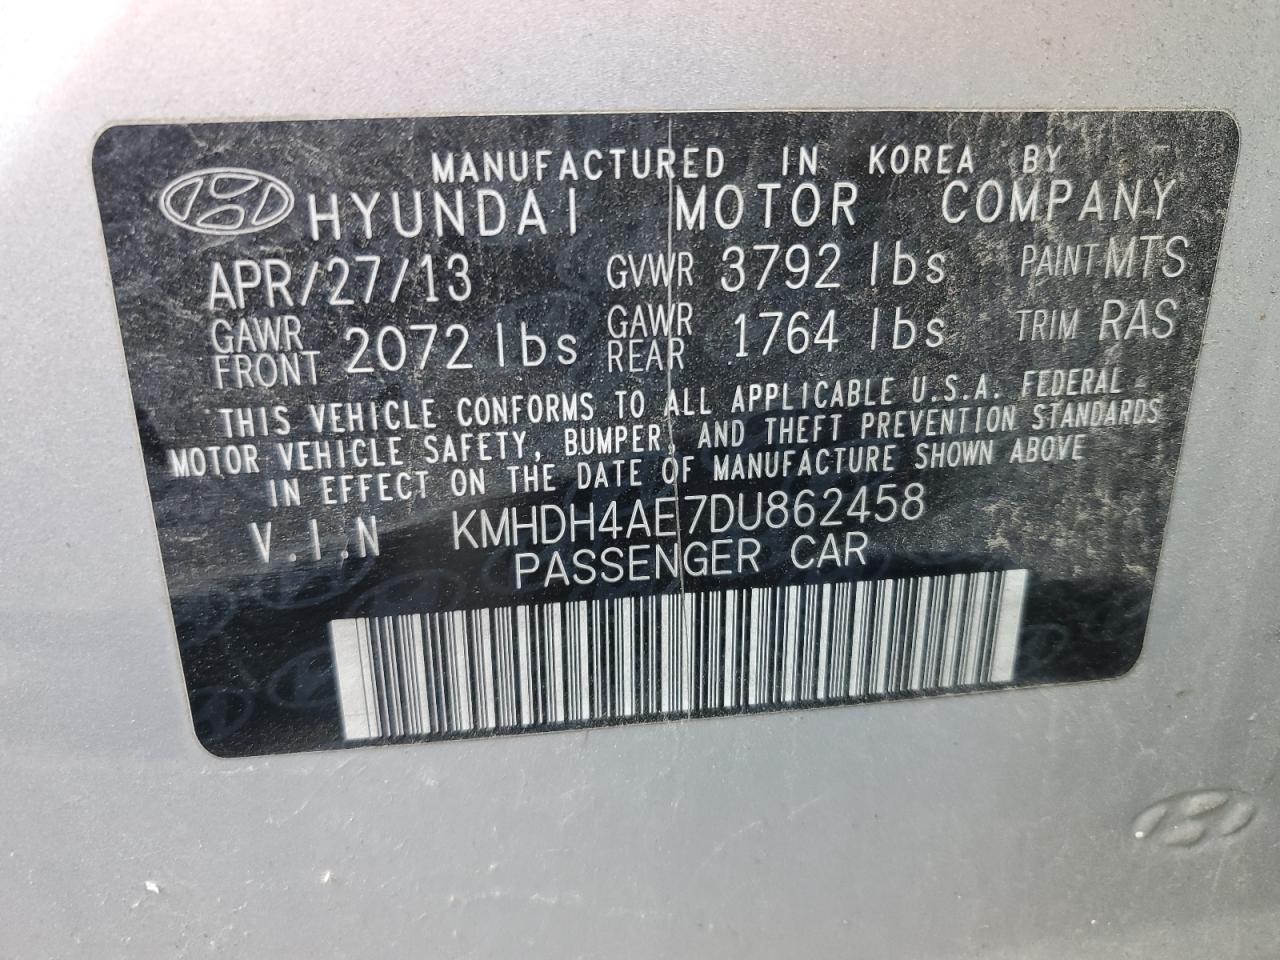 MANUFACTURED IN KOREA BY
HYUNDAI MOTOR COMPANY
APR/27/13 GVWR 3792 lbs PAINT MTS
GAWR FRONT 2072 lbs GAWR REAR 1764 lbs TRIM RAS
THIS VEHICLE CONFORMS TO ALL APPLICABLE U.S.A. FEDERAL
MOTOR VEHICLE SAFETY, BUMPER, AND THEFT PREVENTION STANDARDS
IN EFFECT ON THE DATE OF MANUFACTURE SHOWN ABOVE
V.I.N KMHDH4AE7DU862458
PASSENGER CAR